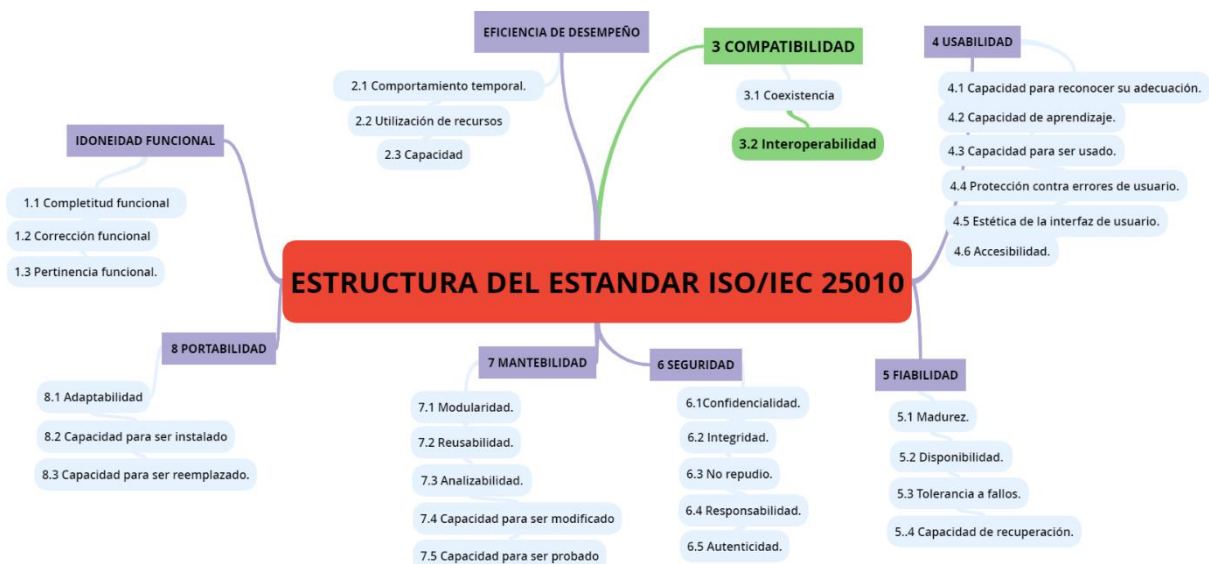 ESTRUCTURA DEL ESTANDAR ISO/IEC 25010
IDONEIDAD FUNCIONAL
1.1 Completitud funcional
1.2 Corrección funcional
1.3 Pertinencia funcional.
EFICIENCIA DE DESEMPEÑO
2.1 Comportamiento temporal.
2.2 Utilización de recursos
2.3 Capacidad
3 COMPATIBILIDAD
3.1 Coexistencia
3.2 Interoperabilidad
4 USABILIDAD
4.1 Capacidad para reconocer su adecuación.
4.2 Capacidad de aprendizaje.
4.3 Capacidad para ser usado.
4.4 Protección contra errores de usuario.
4.5 Estética de la interfaz de usuario.
4.6 Accesibilidad.
5 FIABILIDAD
5.1 Madurez.
5.2 Disponibilidad.
5.3 Tolerancia a fallos.
5..4 Capacidad de recuperación.
6 SEGURIDAD
6.1Confidencialidad.
6.2 Integridad.
6.3 No repudio.
6.4 Responsabilidad.
6.5 Autenticidad.
7 MANTEBILIDAD
7.1 Modularidad.
7.2 Reusabilidad.
7.3 Analizabilidad.
7.4 Capacidad para ser modificado
7.5 Capacidad para ser probado
8 PORTABILIDAD
8.1 Adaptabilidad
8.2 Capacidad para ser instalado
8.3 Capacidad para ser reemplazado.